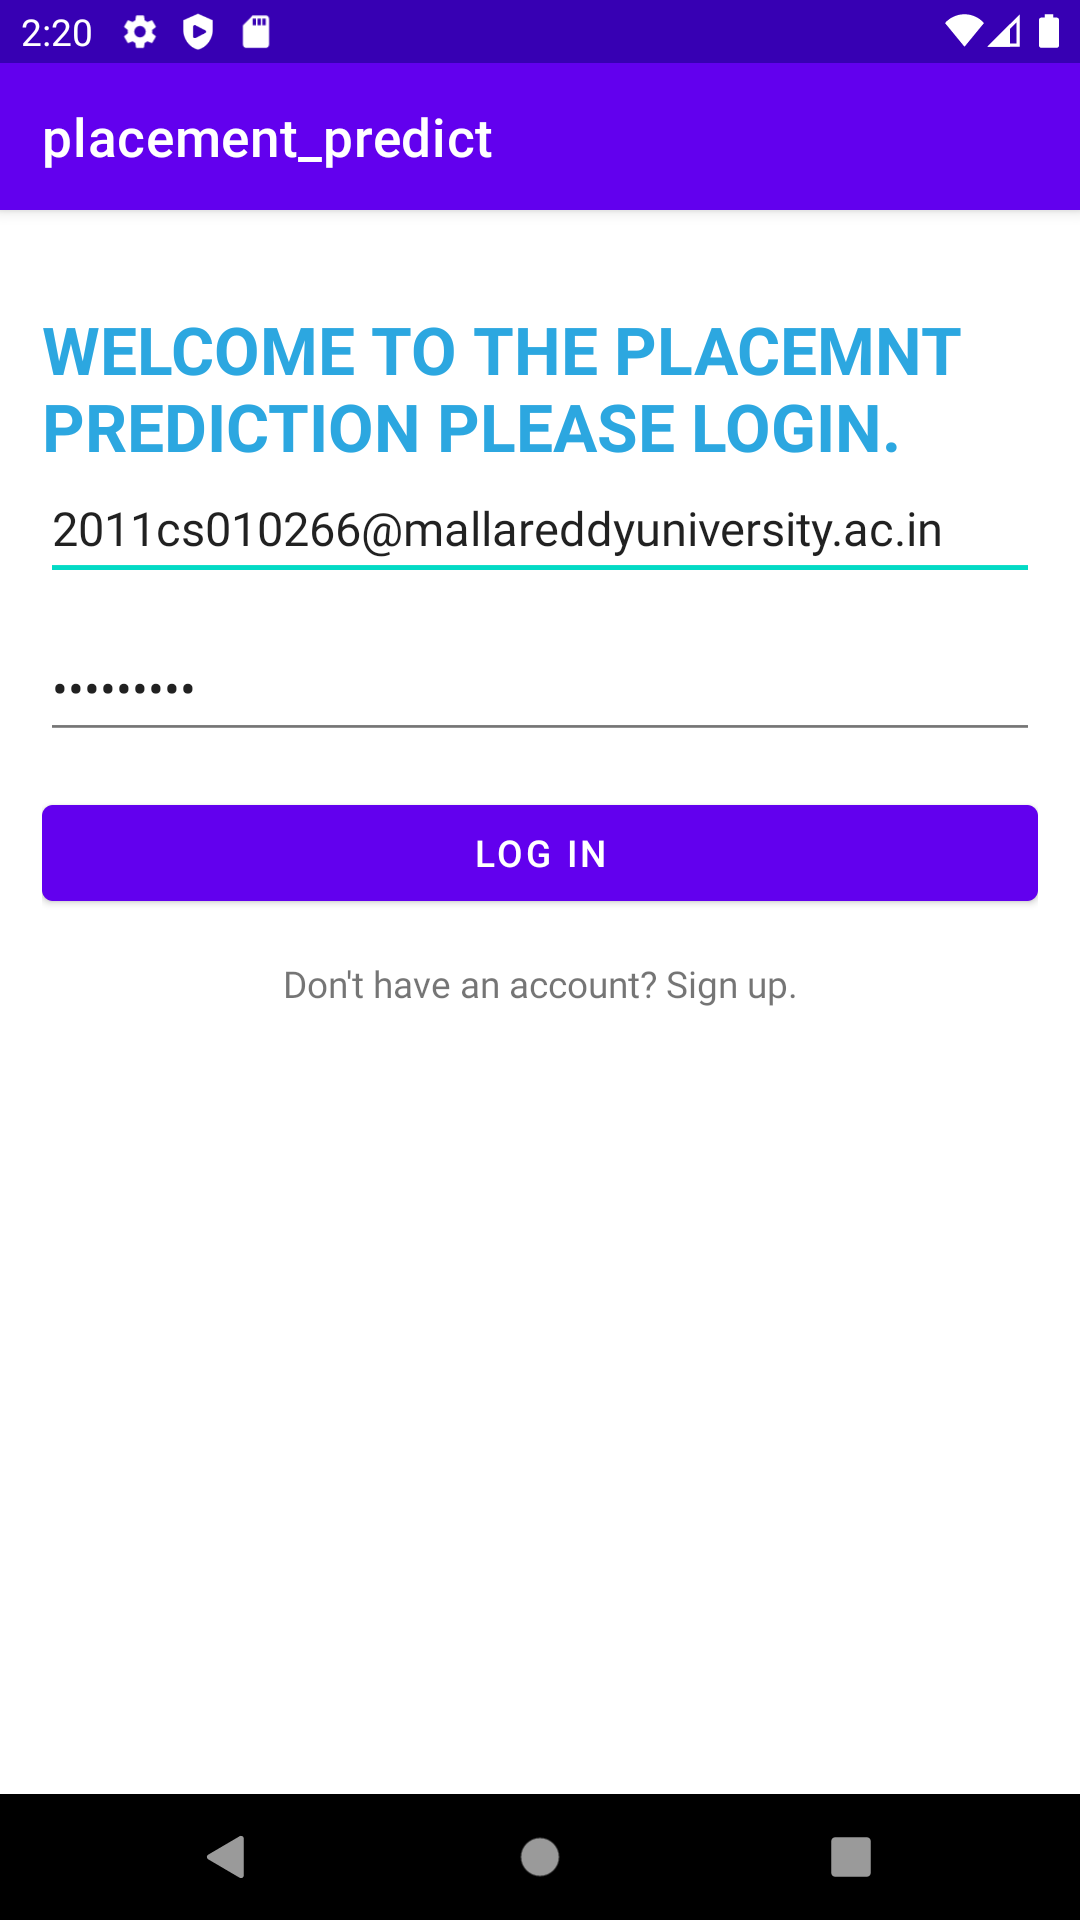 2:20
placement_predict
WELCOME TO THE PLACEMNT
PREDICTION PLEASE LOGIN.
2011cs010266@mallareddyuniversity.ac.in
•••••••••
LOG IN
Don't have an account? Sign up.